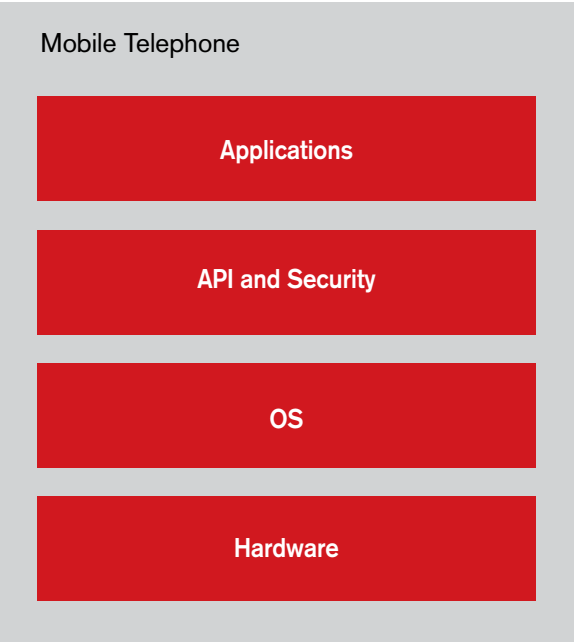 Mobile Telephone
Applications
API and Security
OS
Hardware